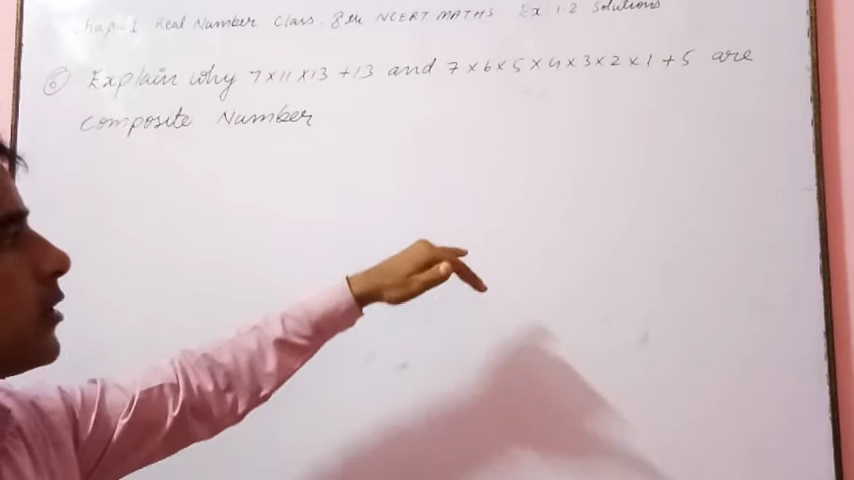 Chap-1 Real Number Class 8th NCERT MATHS Ex 1.2 Solutions
⑥ Explain why 7×11×13 +13 and 7×6×5×4×3×2×1+5 are
composite Number